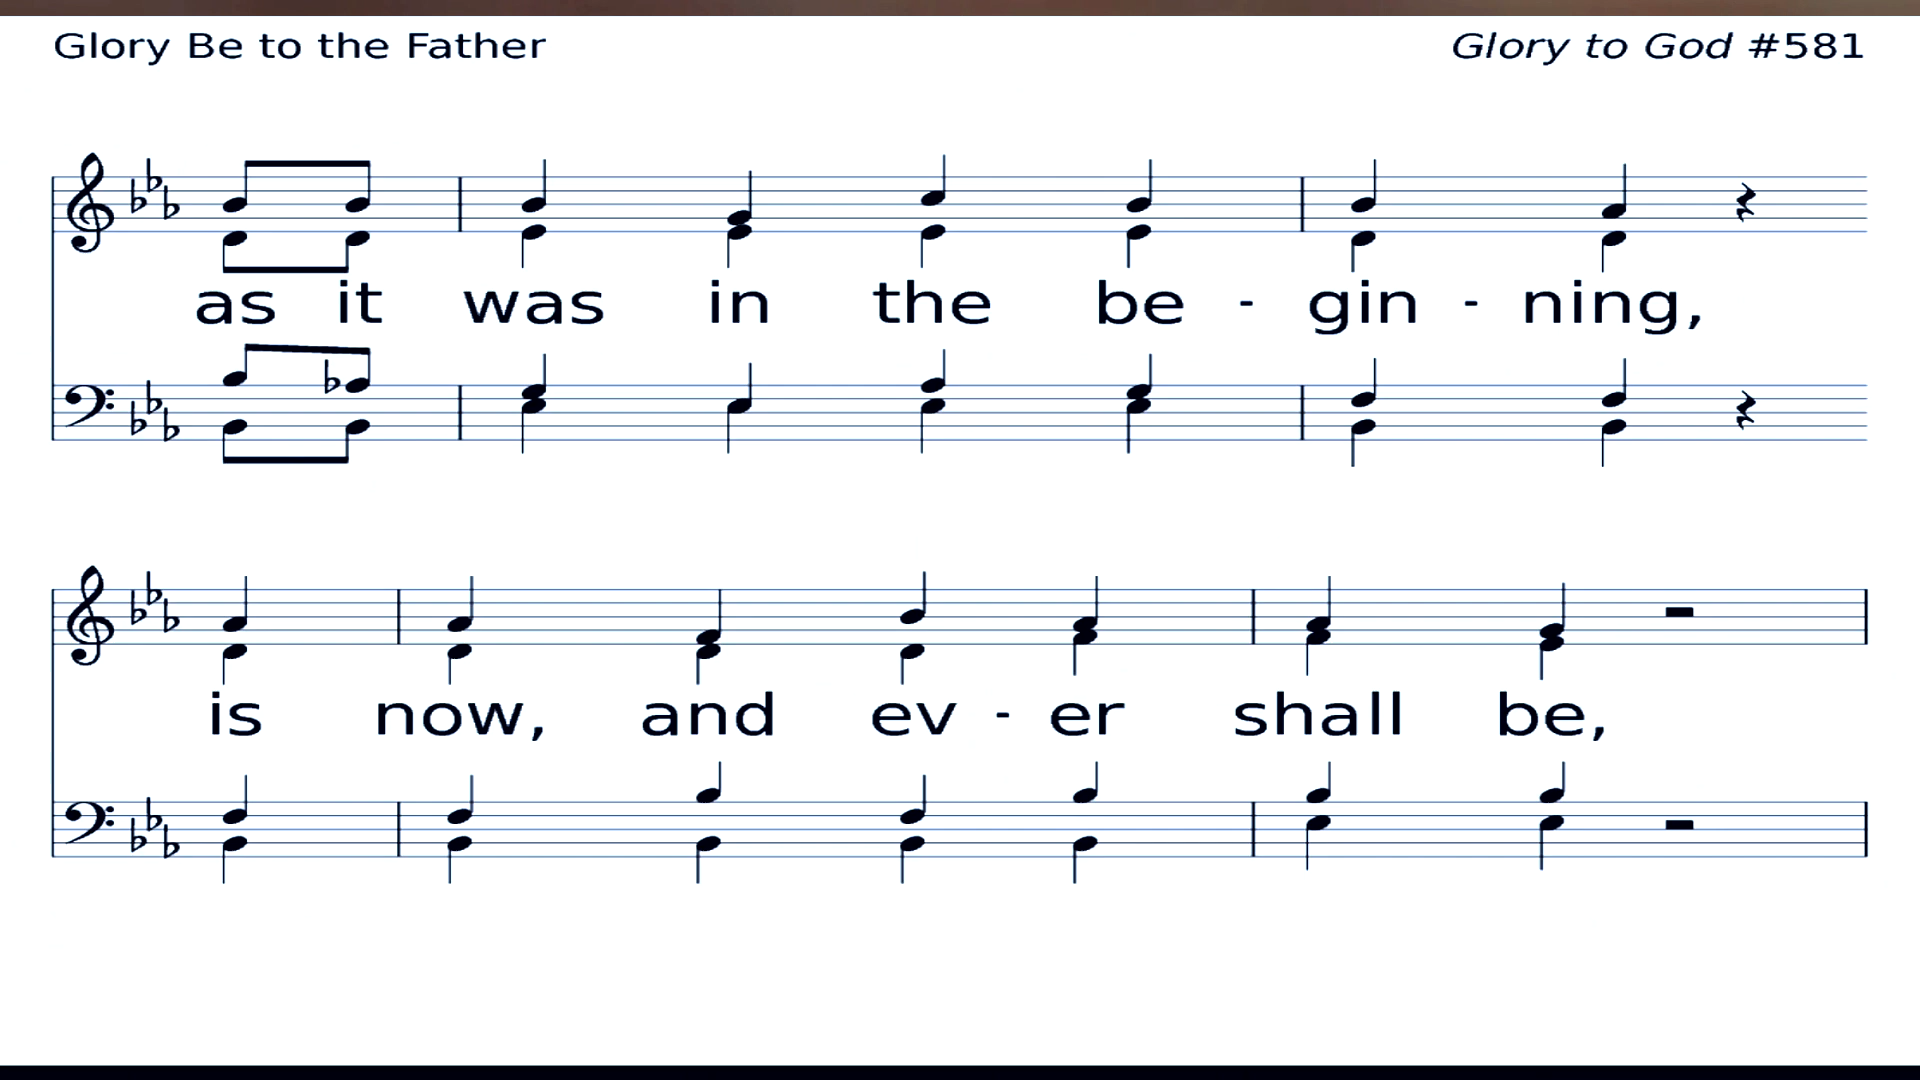 Glory Be to the Father
Glory to God #581
as it was in the be - gin - ning,
is now, and ev - er shall be,